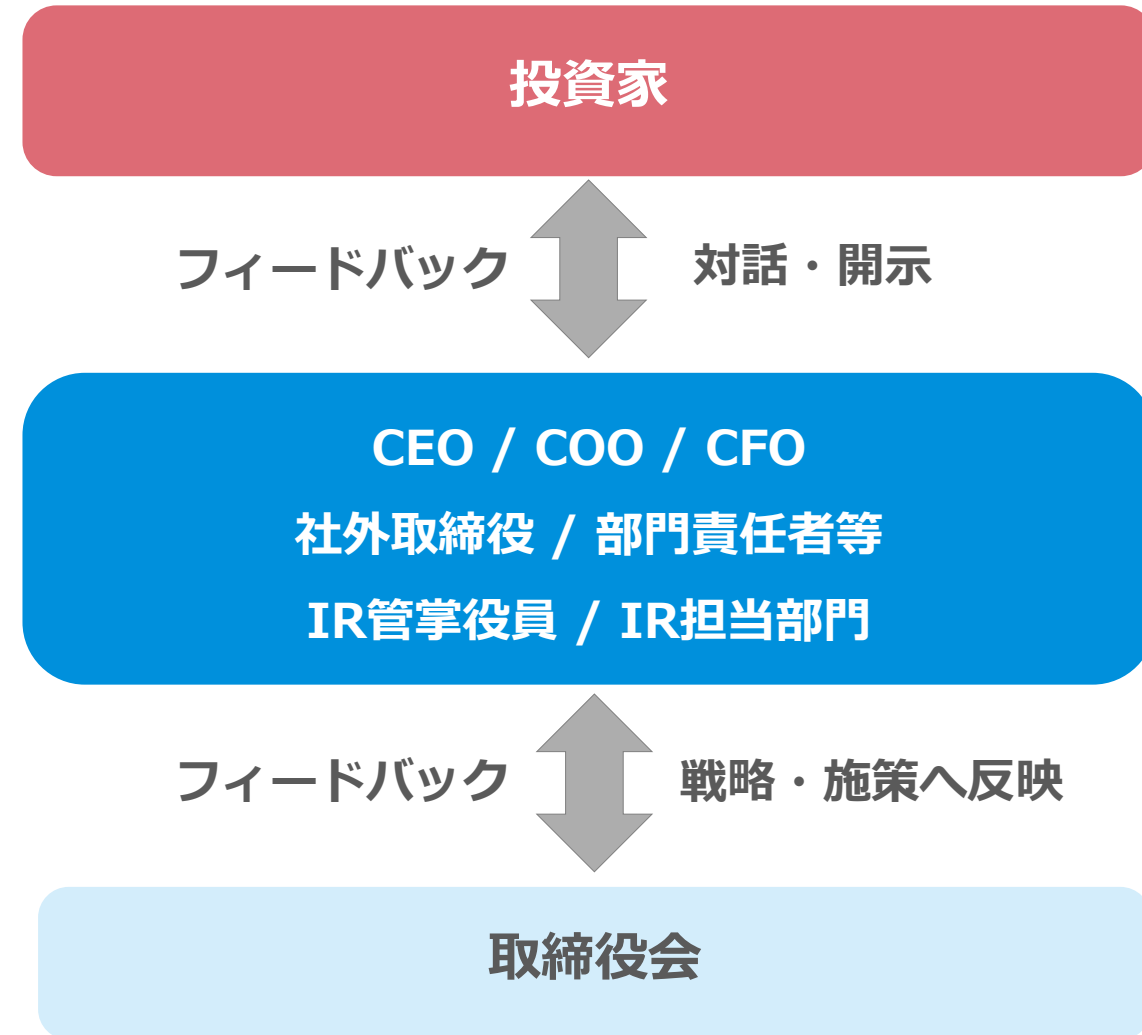 投資家
フィードバック
対話・開示
CEO / COO / CFO
社外取締役 / 部門責任者等
IR管掌役員 / IR担当部門
フィードバック
戦略・施策へ反映
取締役会